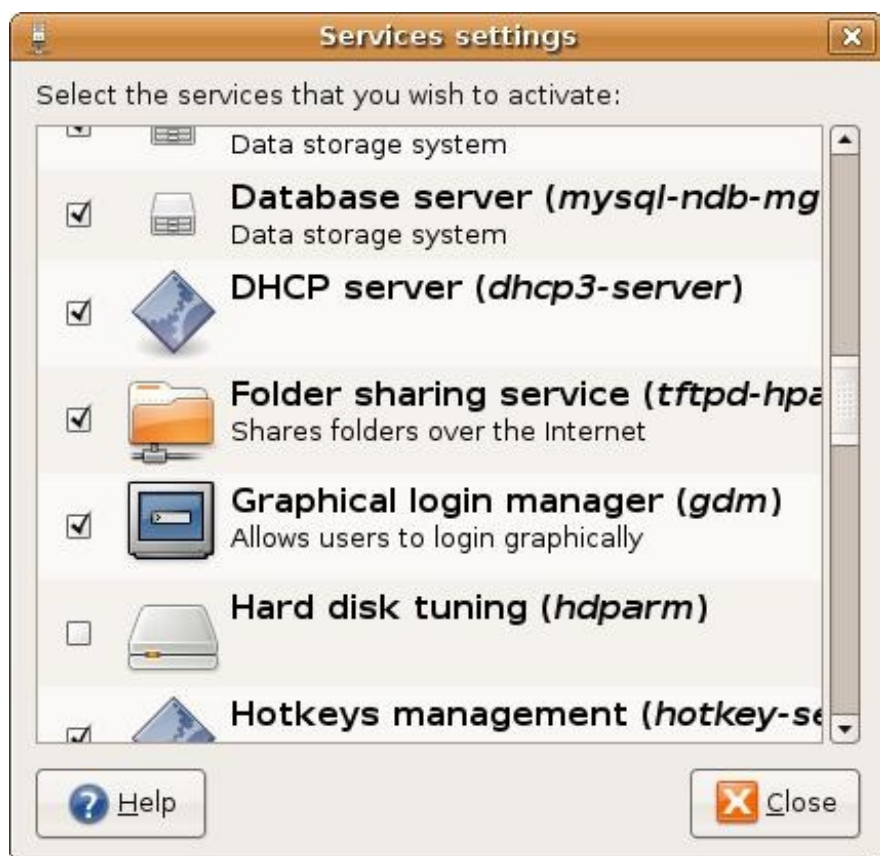 Services settings
Select the services that you wish to activate:
Data storage system
Database server (mysql-ndb-mg
Data storage system
DHCP server (dhcp3-server)
Folder sharing service (tftpd-hpa
Shares folders over the Internet
Graphical login manager (gdm)
Allows users to login graphically
Hard disk tuning (hdparm)
Hotkeys management (hotkey-se
Help
Close